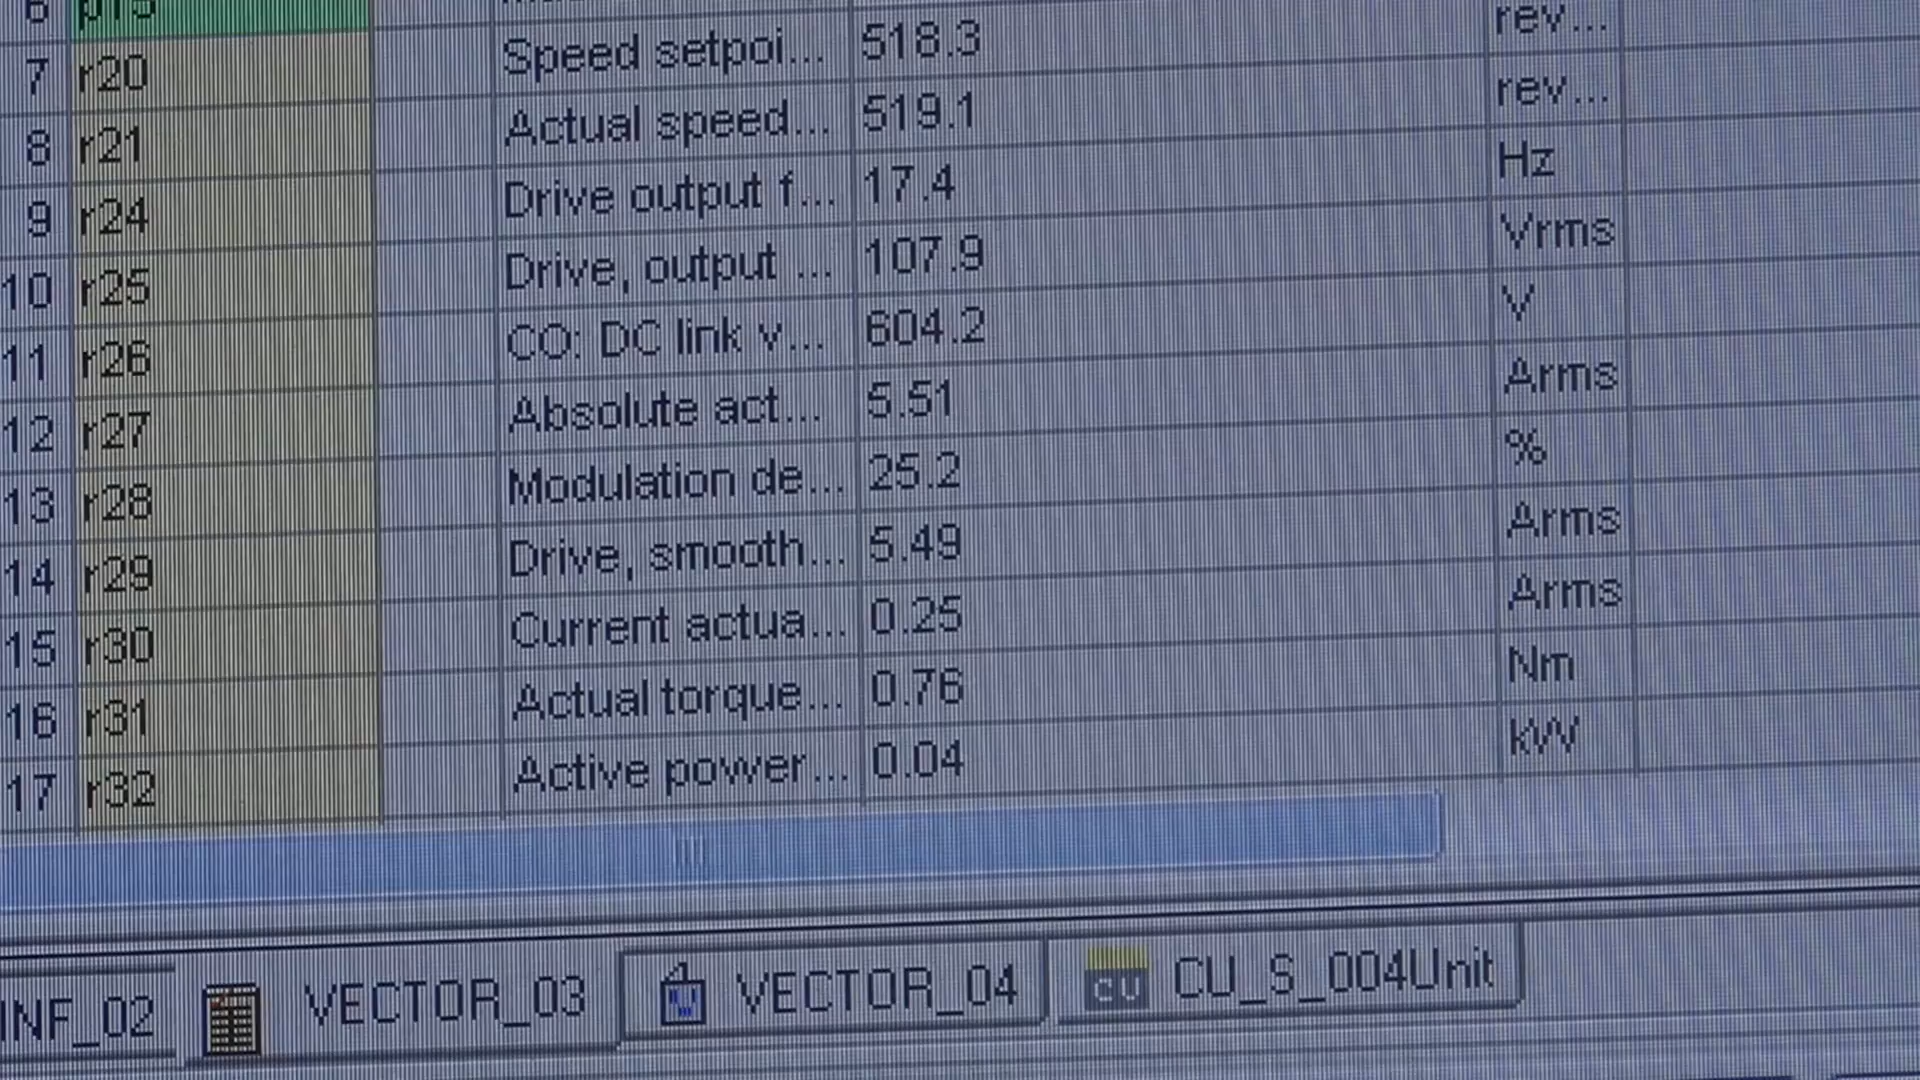 7 r20 Speed setpoi... 518.3 rev...
8 r21 Actual speed... 519.1 rev...
9 r24 Drive output f... 17.4 Hz
10 r25 Drive, output ... 107.9 Vrms
11 r26 CO: DC link v... 604.2 V
12 r27 Absolute act... 5.51 Arms
13 r28 Modulation de... 25.2 %
14 r29 Drive, smooth... 5.49 Arms
15 r30 Current actua... 0.25 Arms
16 r31 Actual torque... 0.76 Nm
17 r32 Active power... 0.04 kW
INF_02 VECTOR_03 VECTOR_04 CU CU_S_004Unit